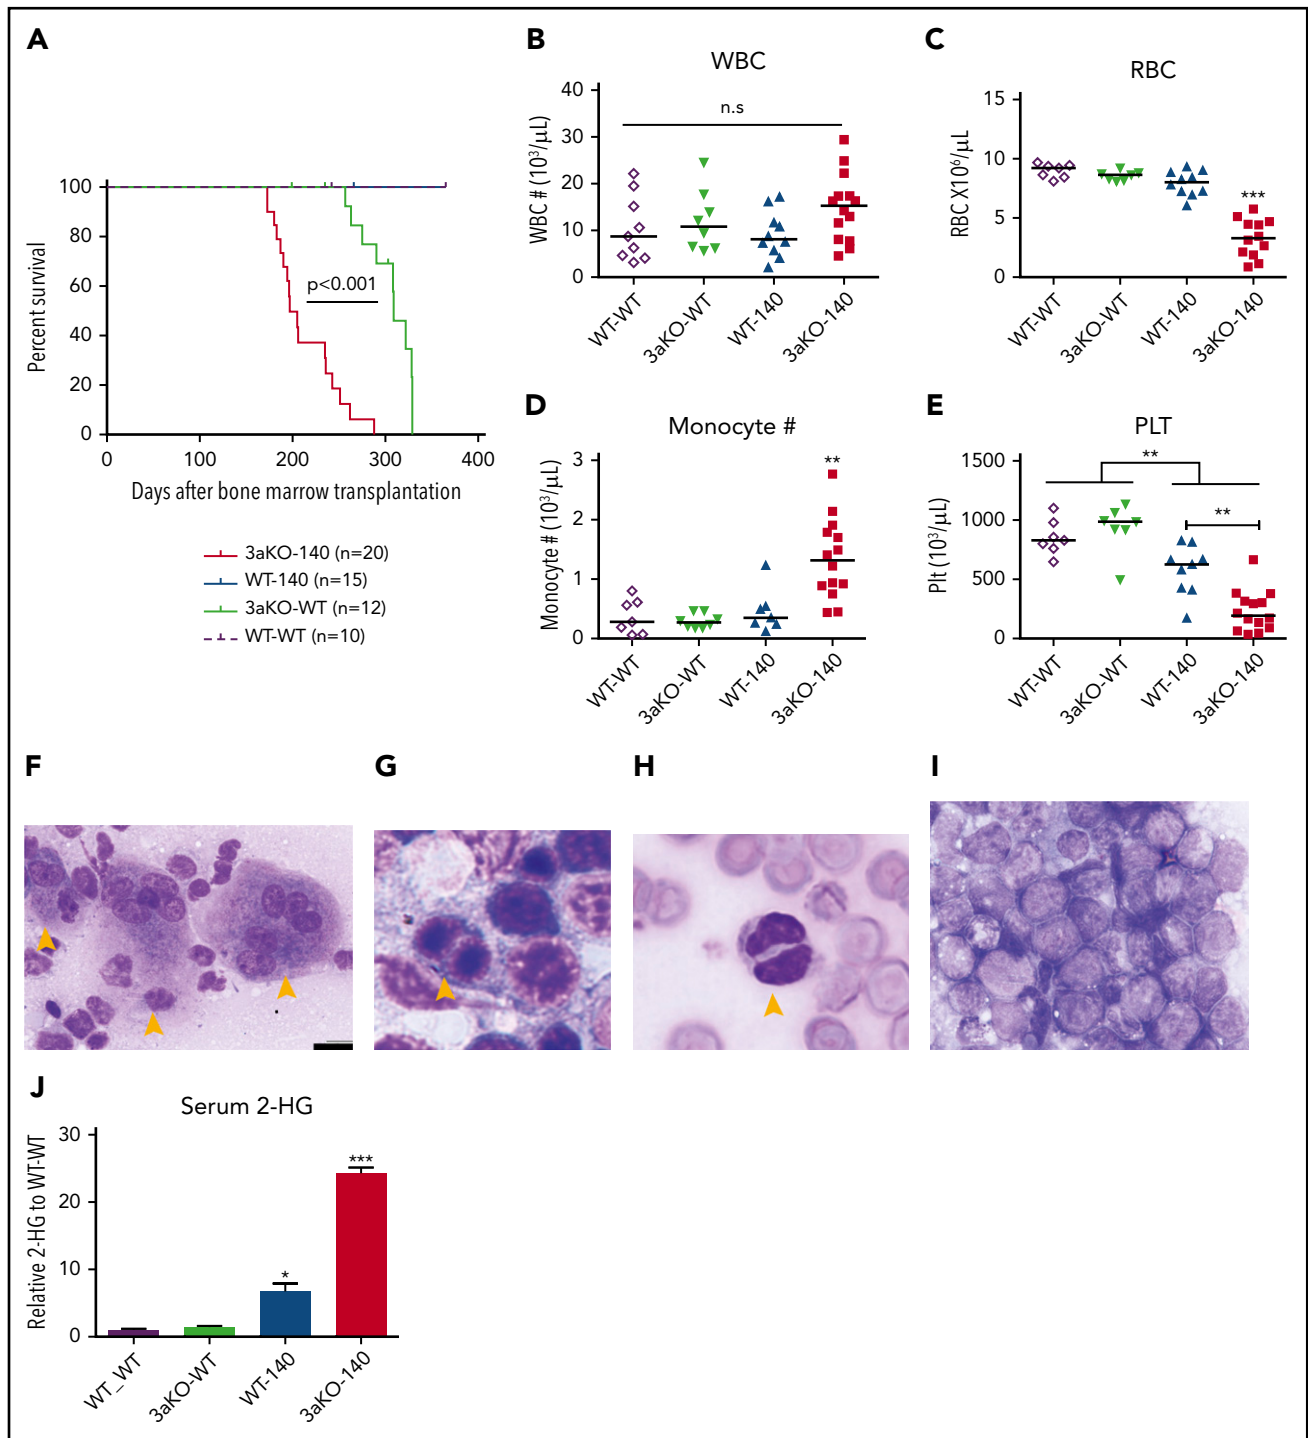 A
Percent survival
100
80
60
40
20
0
p<0.001
0 100 200 300 400
Days after bone marrow transplantation
3aKO-140 (n=20)
WT-140 (n=15)
3aKO-WT (n=12)
WT-WT (n=10)
B
WBC
WBC # (10³/μL)
40
30
20
10
0
n.s
WT-WT
3aKO-WT
WT-140
3aKO-140
C
RBC
RBC X10⁶/μL
15
10
5
0
***
WT-WT
3aKO-WT
WT-140
3aKO-140
D
Monocyte #
Monocyte # (10³/μL)
3
2
1
0
**
WT-WT
3aKO-WT
WT-140
3aKO-140
E
PLT
Plt (10³/μL)
1500
1000
500
0
**
**
WT-WT
3aKO-WT
WT-140
3aKO-140
F
G
H
I
J
Serum 2-HG
Relative 2-HG to WT-WT
30
20
10
0
*
***
WT_WT
3aKO-WT
WT-140
3aKO-140